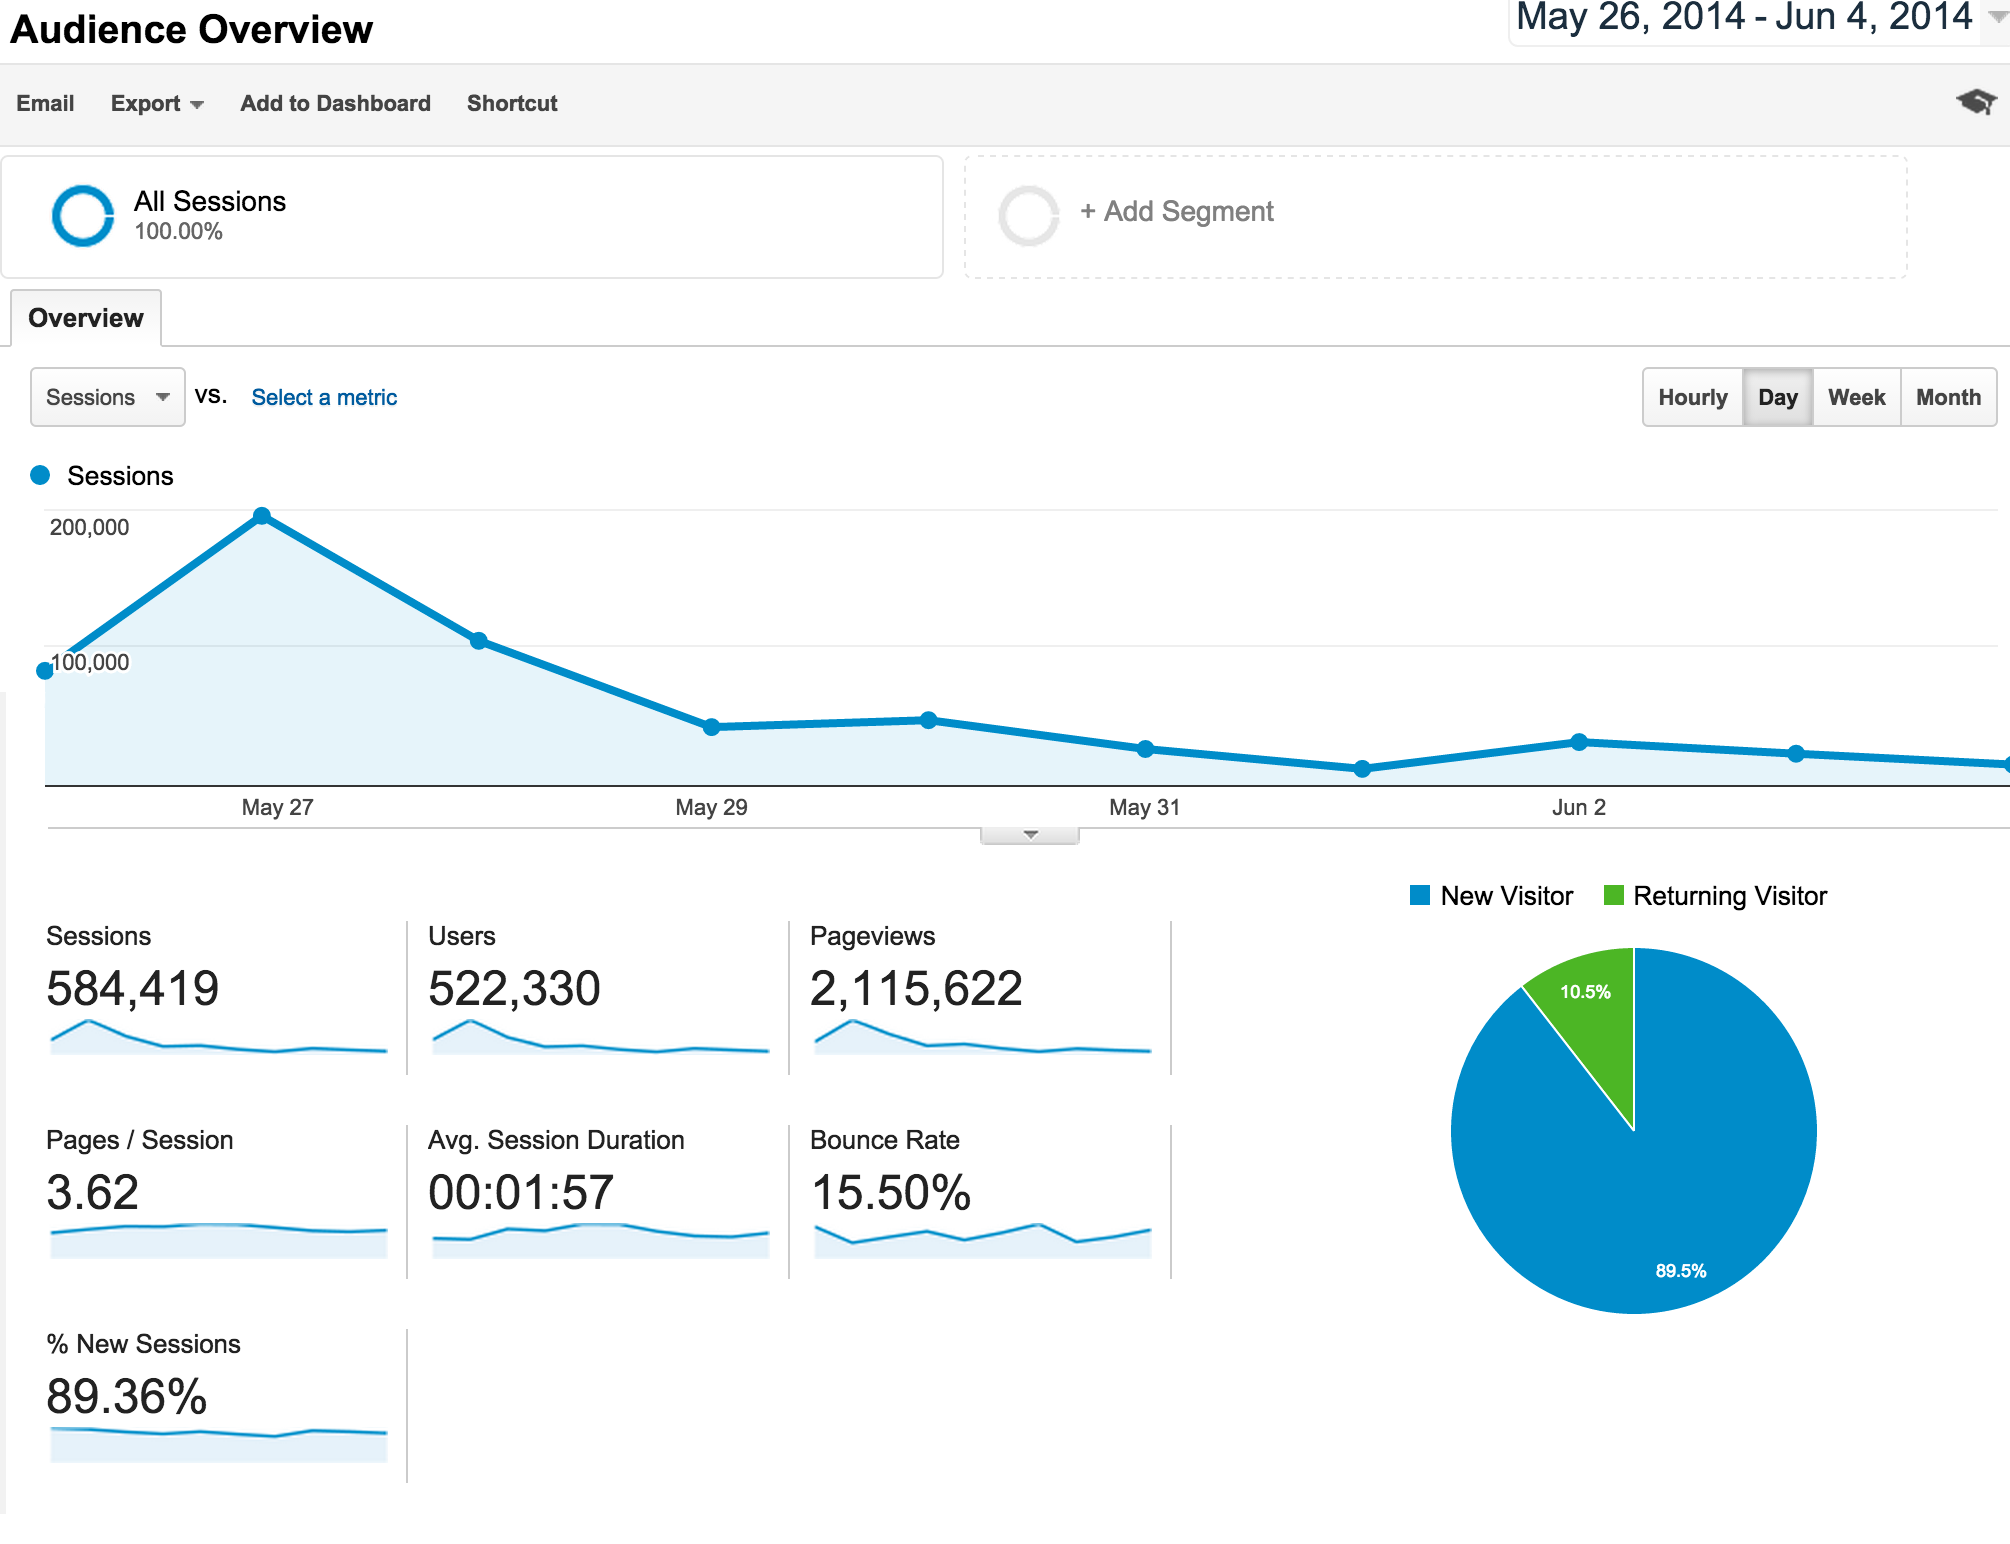 Audience Overview
May 26, 2014 - Jun 4, 2014
Email Export Add to Dashboard Shortcut
All Sessions
100.00%
+ Add Segment
Overview
Sessions vs. Select a metric
Hourly Day Week Month
Sessions
200,000
100,000
May 27 May 29 May 31 Jun 2
New Visitor Returning Visitor
Sessions
584,419
Users
522,330
Pageviews
2,115,622
10.5%
89.5%
Pages / Session
3.62
Avg. Session Duration
00:01:57
Bounce Rate
15.50%
% New Sessions
89.36%